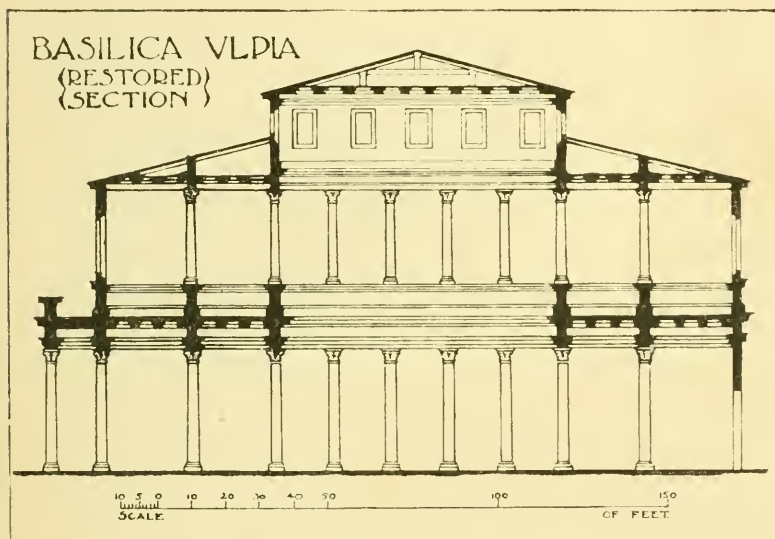 BASILICA VLPIA
(RESTORED)
(SECTION)
10 5 0 10 20 30 40 50 100 150
SCALE OF FEET